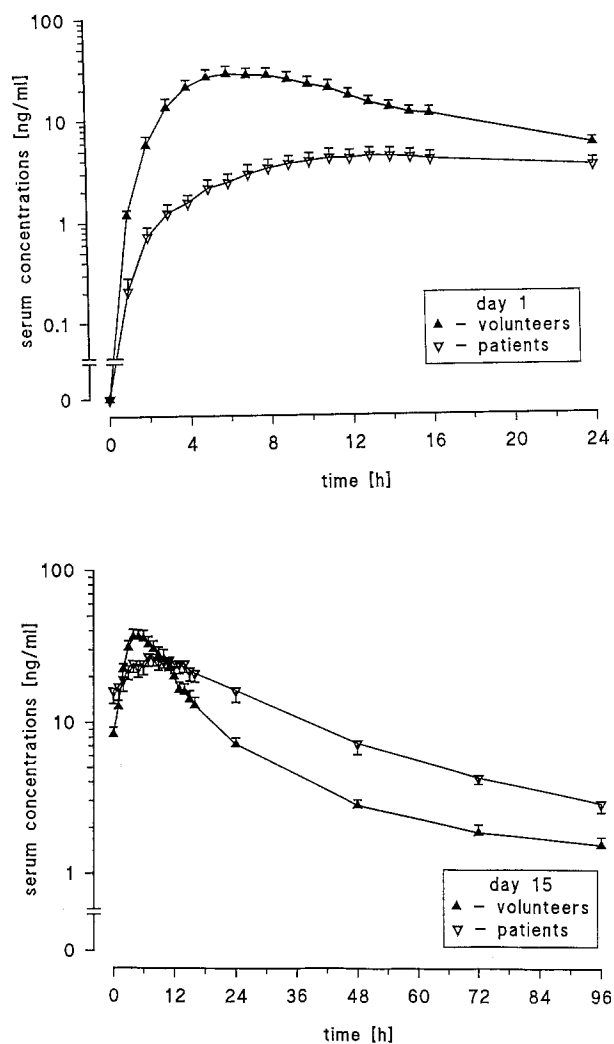 serum concentrations [ng/ml]
100
10
1
0.1
0
day 1
▲ – volunteers
▽ – patients
0 4 8 12 16 20 24
time [h]
serum concentrations [ng/ml]
100
10
1
0
day 15
▲ – volunteers
▽ – patients
0 12 24 36 48 60 72 84 96
time [h]